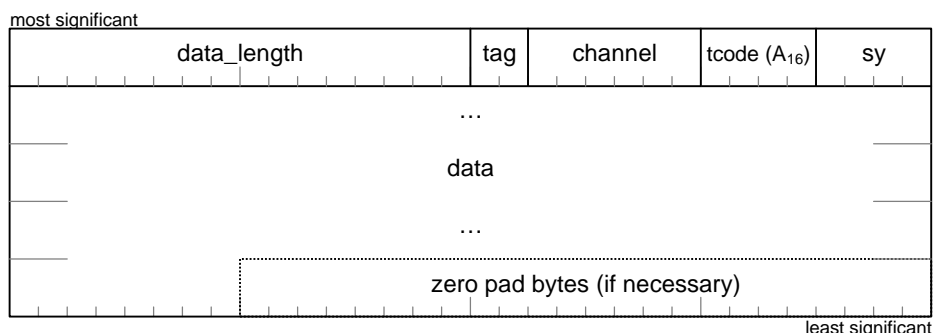 most significant
data_length tag channel tcode (A₁₆) sy
…
data
…
zero pad bytes (if necessary)
least significant